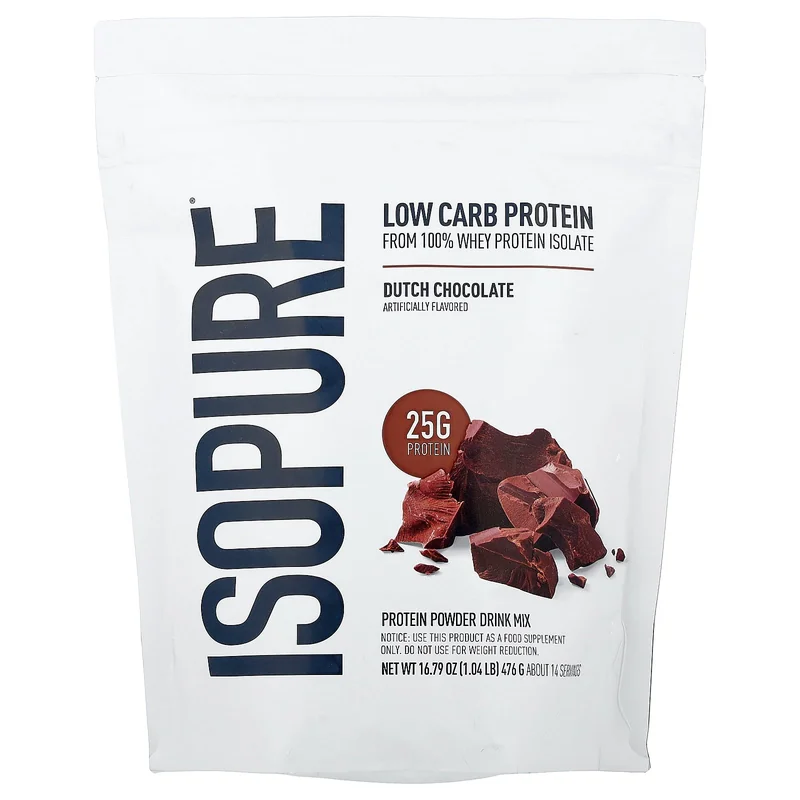 ISOPURE®
LOW CARB PROTEIN
FROM 100% WHEY PROTEIN ISOLATE
DUTCH CHOCOLATE
ARTIFICIALLY FLAVORED
25G
PROTEIN
PROTEIN POWDER DRINK MIX
NOTICE: USE THIS PRODUCT AS A FOOD SUPPLEMENT
ONLY. DO NOT USE FOR WEIGHT REDUCTION.
NET WT 16.79 OZ (1.04 LB) 476 G ABOUT 14 SERVINGS